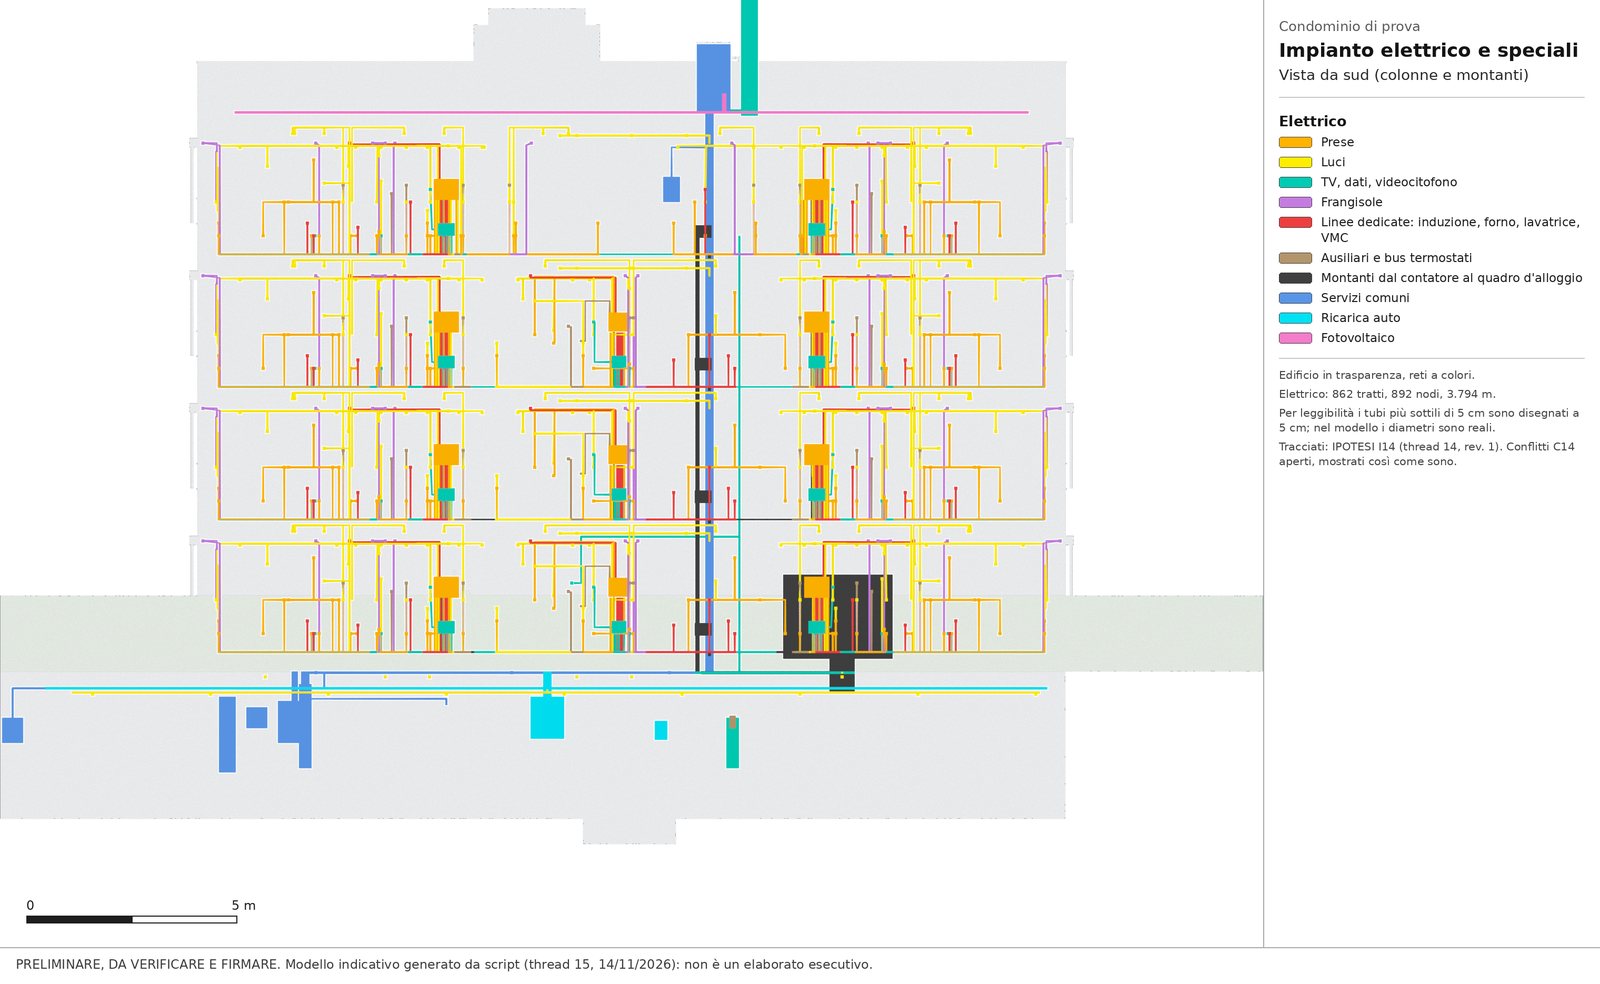 Condominio di prova
Impianto elettrico e speciali
Vista da sud (colonne e montanti)
Elettrico
Prese
Luci
TV, dati, videocitofono
Frangisole
Linee dedicate: induzione, forno, lavatrice,
VMC
Ausiliari e bus termostati
Montanti dal contatore al quadro d'alloggio
Servizi comuni
Ricarica auto
Fotovoltaico
Edificio in trasparenza, reti a colori.
Elettrico: 862 tratti, 892 nodi, 3.794 m.
Per leggibilità i tubi più sottili di 5 cm sono disegnati a
5 cm; nel modello i diametri sono reali.
Tracciati: IPOTESI I14 (thread 14, rev. 1). Conflitti C14
aperti, mostrati così come sono.
0 5 m
PRELIMINARE, DA VERIFICARE E FIRMARE. Modello indicativo generato da script (thread 15, 14/11/2026): non è un elaborato esecutivo.